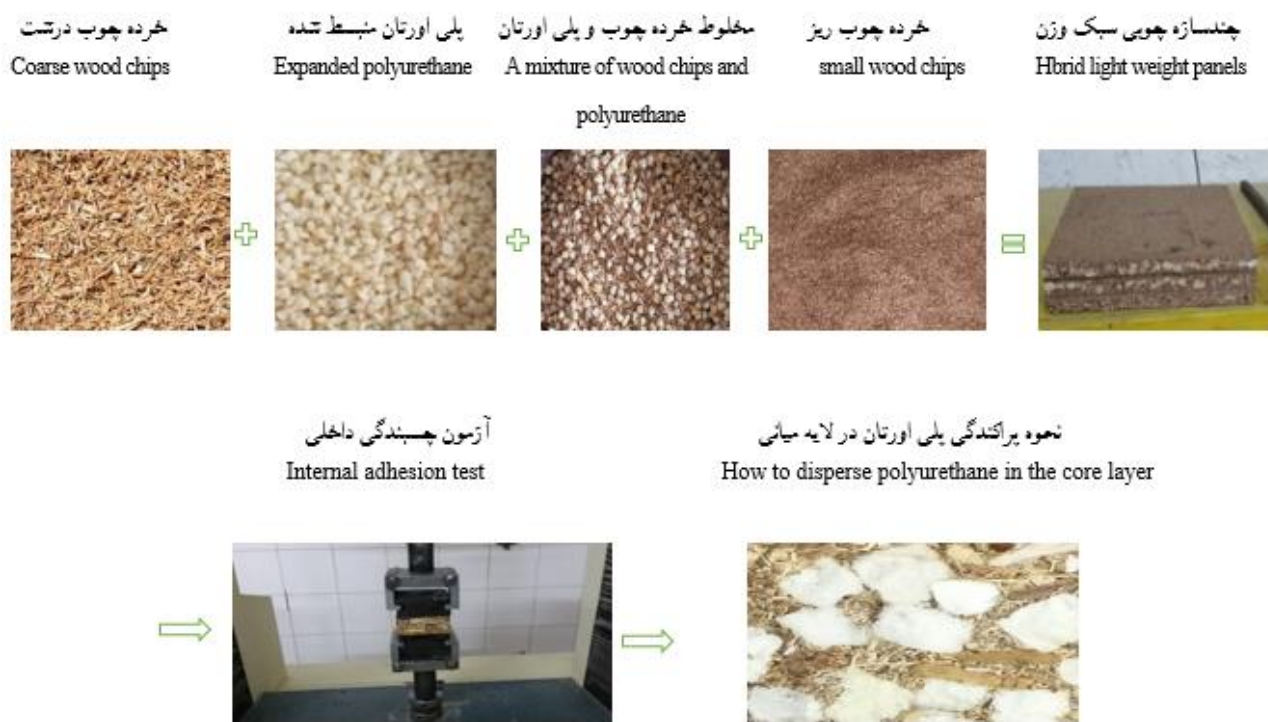 خرده چوب درشت
Coarse wood chips
پلی اورتان منبسط شده
Expanded polyurethane
مخلوط خرده چوب و پلی اورتان
A mixture of wood chips and
polyurethane
خرده چوب ریز
small wood chips
چندسازه چوبی سبک وزن
Hbrid light weight panels
آزمون چسبندگی داخلی
Internal adhesion test
نحوه پراکندگی پلی اورتان در لایه میانی
How to disperse polyurethane in the core layer